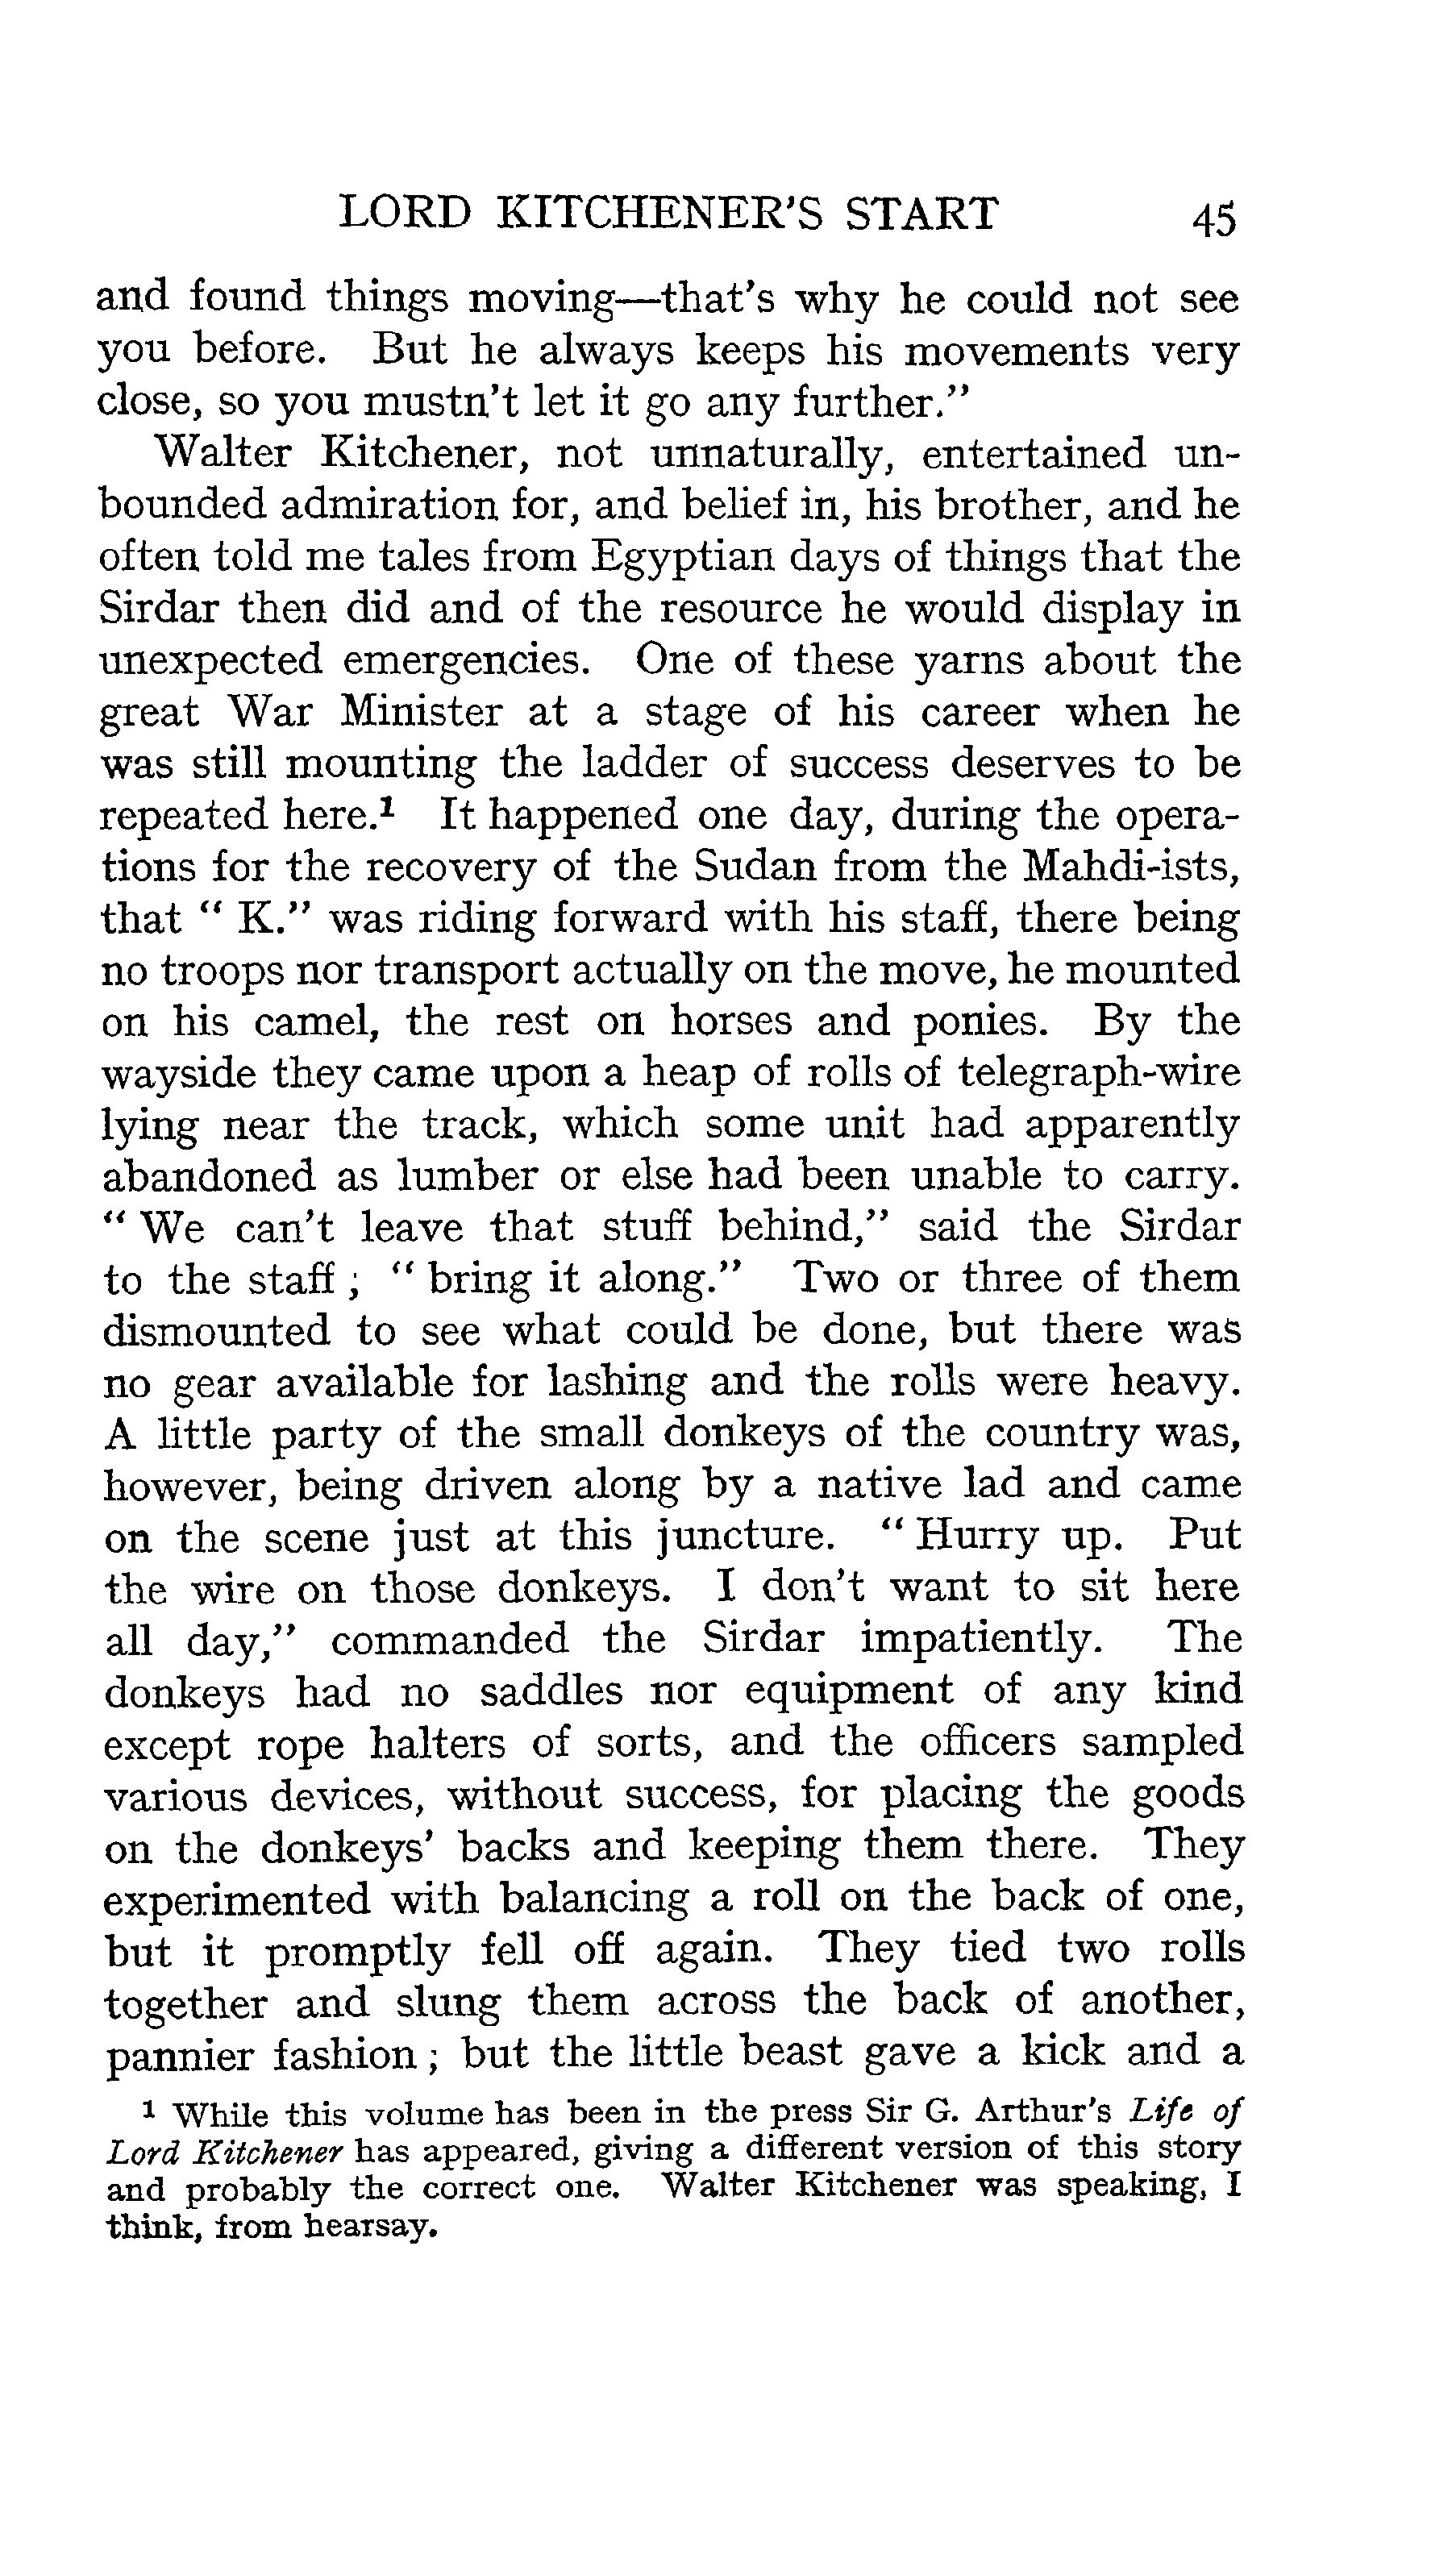 LORD KITCHENER'S START 45
and found things moving—that's why he could not see
you before. But he always keeps his movements very
close, so you mustn't let it go any further."
Walter Kitchener, not unnaturally, entertained un-
bounded admiration for, and belief in, his brother, and he
often told me tales from Egyptian days of things that the
Sirdar then did and of the resource he would display in
unexpected emergencies. One of these yarns about the
great War Minister at a stage of his career when he
was still mounting the ladder of success deserves to be
repeated here.¹ It happened one day, during the opera-
tions for the recovery of the Sudan from the Mahdi-ists,
that " K." was riding forward with his staff, there being
no troops nor transport actually on the move, he mounted
on his camel, the rest on horses and ponies. By the
wayside they came upon a heap of rolls of telegraph-wire
lying near the track, which some unit had apparently
abandoned as lumber or else had been unable to carry.
" We can't leave that stuff behind," said the Sirdar
to the staff ; " bring it along." Two or three of them
dismounted to see what could be done, but there was
no gear available for lashing and the rolls were heavy.
A little party of the small donkeys of the country was,
however, being driven along by a native lad and came
on the scene just at this juncture. " Hurry up. Put
the wire on those donkeys. I don't want to sit here
all day," commanded the Sirdar impatiently. The
donkeys had no saddles nor equipment of any kind
except rope halters of sorts, and the officers sampled
various devices, without success, for placing the goods
on the donkeys' backs and keeping them there. They
experimented with balancing a roll on the back of one,
but it promptly fell off again. They tied two rolls
together and slung them across the back of another,
pannier fashion ; but the little beast gave a kick and a
¹ While this volume has been in the press Sir G. Arthur's Life of
Lord Kitchener has appeared, giving a different version of this story
and probably the correct one. Walter Kitchener was speaking, I
think, from hearsay.